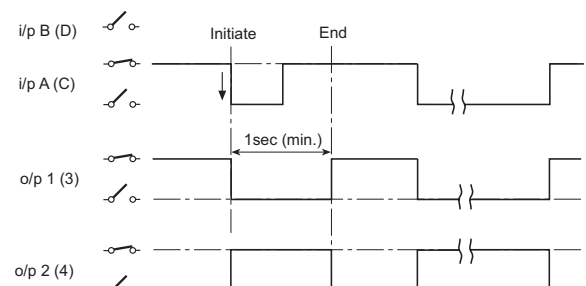 i/p B (D)
Initiate
End
i/p A (C)
1sec (min.)
o/p 1 (3)
o/p 2 (4)